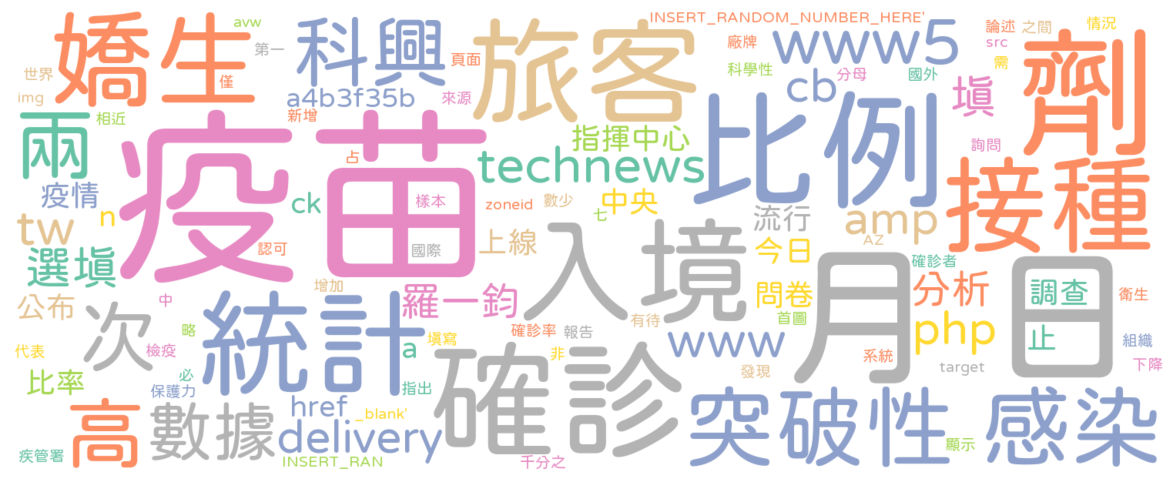 avw
INSERT_RANDOM_NUMBER_HERE'
論述
之間
情況
嬌生
第一
科興
頁面
旅客
廠牌
www5
src
需
劑
世界
img
僅
a4b3f35b
來源
科學性
cb
分母
國外
填
新增
兩
相近
疫苗
占
指揮中心
technews
比例
詢問
接種
疫情
n
tw
ck
樣本
zoneid
數少
七
中央
流行
amp
AZ
國際
認可
上線
入境
今日
確診者
月
日
選填
增加
公布
次
中
統計
羅一鈞
有待
問卷
首圖
分析
調查
衛生
略
確診率
報告
php
止
組織
代表
檢疫
a
填寫
非
www
系統
下降
比率
必
保護力
指出
確診
發現
target
高
數據
href
_blank'
delivery
突破性
感染
顯示
疾管署
INSERT_RAN
千分之